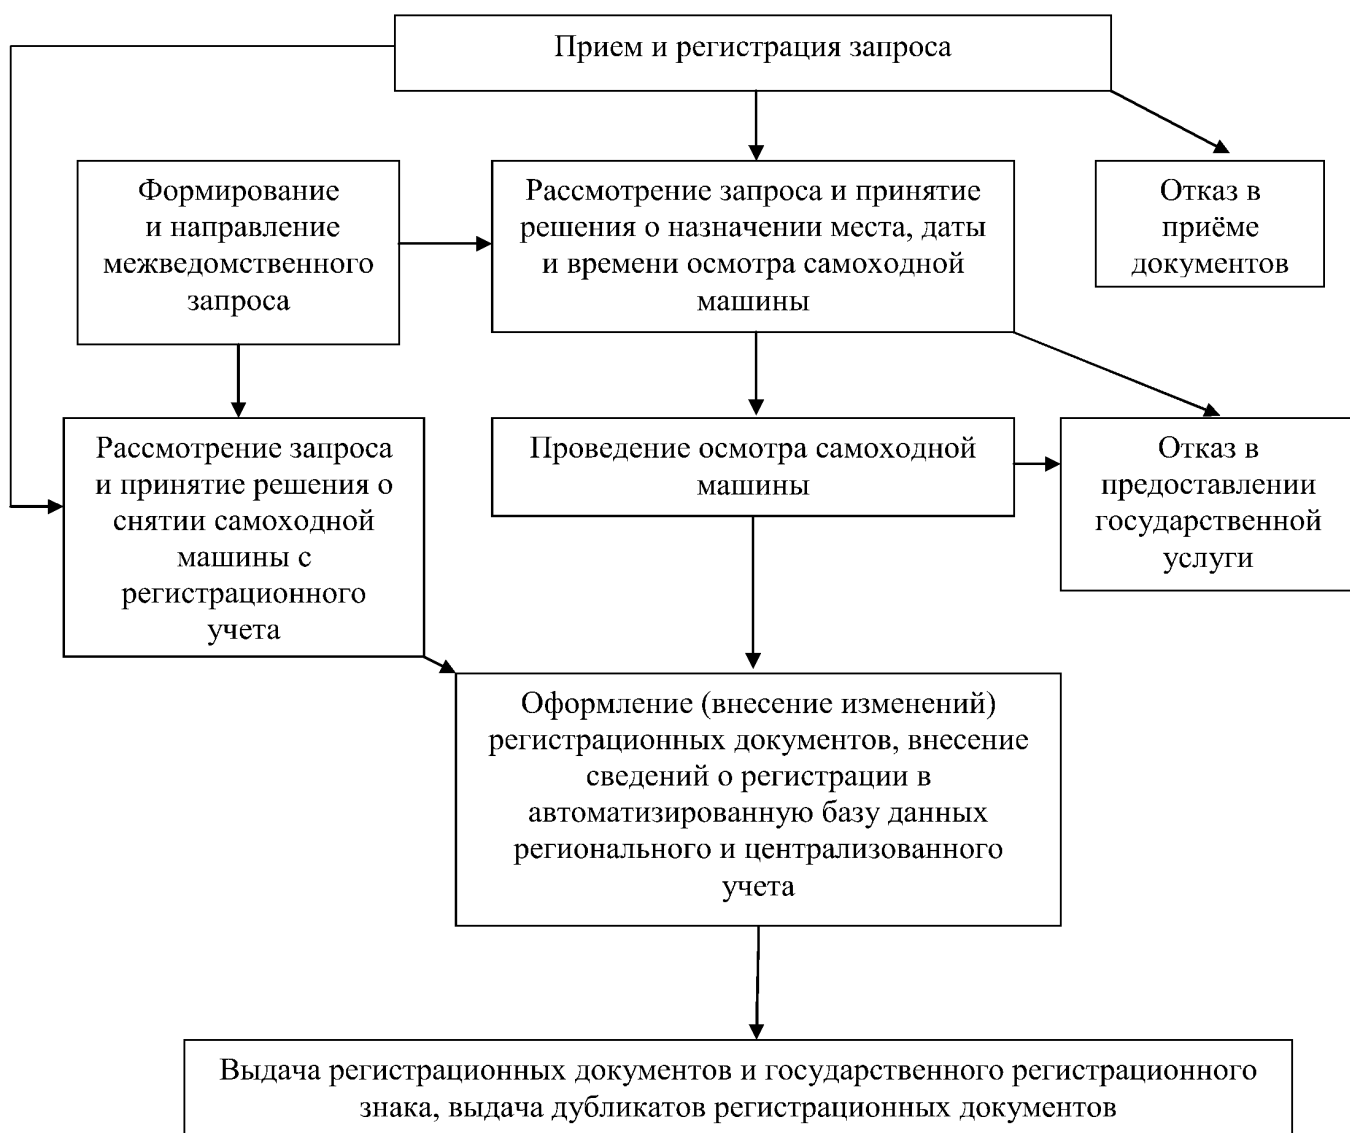 Прием и регистрация запроса
Формирование
и направление
межведомственного
запроса
Рассмотрение запроса и принятие
решения о назначении места, даты
и времени осмотра самоходной
машины
Отказ в
приёме
документов
Рассмотрение запроса
и принятие решения о
снятии самоходной
машины с
регистрационного
учета
Проведение осмотра самоходной
машины
Отказ в
предоставлении
государственной
услуги
Оформление (внесение изменений)
регистрационных документов, внесение
сведений о регистрации в
автоматизированную базу данных
регионального и централизованного
учета
Выдача регистрационных документов и государственного регистрационного
знака, выдача дубликатов регистрационных документов